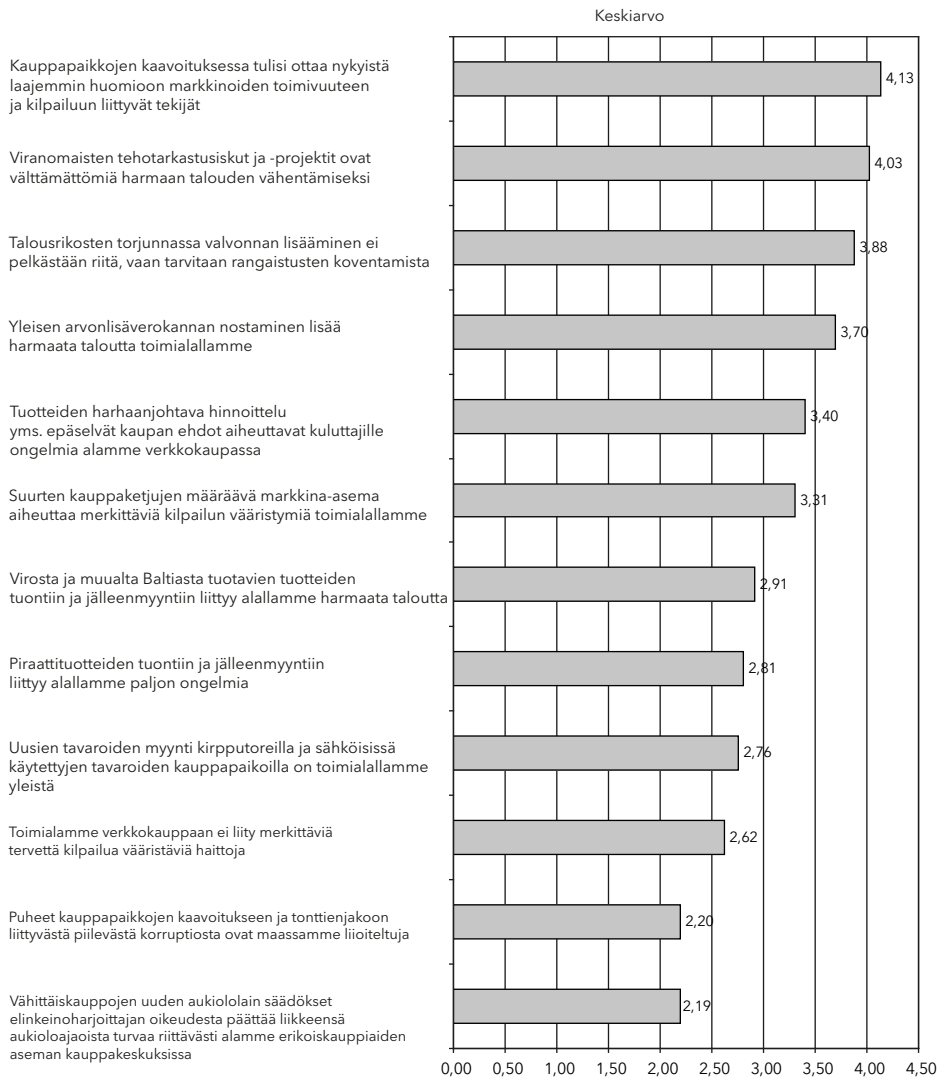 Keskiarvo
Kauppapaikkojen kaavoituksessa tulisi ottaa nykyistä
laajemmin huomioon markkinoiden toimivuuteen
ja kilpailuun liittyvät tekijät
4,13
Viranomaisten tehotarkastusiskut ja -projektit ovat
välttämättömiä harmaan talouden vähentämiseksi
4,03
Talousrikosten torjunnassa valvonnan lisääminen ei
pelkästään riitä, vaan tarvitaan rangaistusten koventamista
3,88
Yleisen arvonlisäverokannan nostaminen lisää
harmaata taloutta toimialallamme
3,70
Tuotteiden harhaanjohtava hinnoittelu
yms. epäselvät kaupan ehdot aiheuttavat kuluttajille
ongelmia alamme verkkokaupassa
3,40
Suurten kauppaketjujen määräävä markkina-asema
aiheuttaa merkittäviä kilpailun vääristymiä toimialallamme
3,31
Virosta ja muualta Baltiasta tuotavien tuotteiden
tuontiin ja jälleenmyyntiin liittyy alallamme harmaata taloutta
2,91
Piraattituotteiden tuontiin ja jälleenmyyntiin
liittyy alallamme paljon ongelmia
2,81
Uusien tavaroiden myynti kirpputoreilla ja sähköisissä
käytettyjen tavaroiden kauppapaikoilla on toimialallamme
yleistä
2,76
Toimialamme verkkokauppaan ei liity merkittäviä
tervettä kilpailua vääristäviä haittoja
2,62
Puheet kauppapaikkojen kaavoitukseen ja tonttienjakoon
liittyvästä piilevästä korruptiosta ovat maassamme liioiteltuja
2,20
Vähittäiskauppojen uuden aukiololain säädökset
elinkeinoharjoittajan oikeudesta päättää liikkeensä
aukioloajaoista turvaa riittävästi alamme erikoiskauppiaiden
aseman kauppakeskuksissa
2,19
0,00 0,50 1,00 1,50 2,00 2,50 3,00 3,50 4,00 4,50